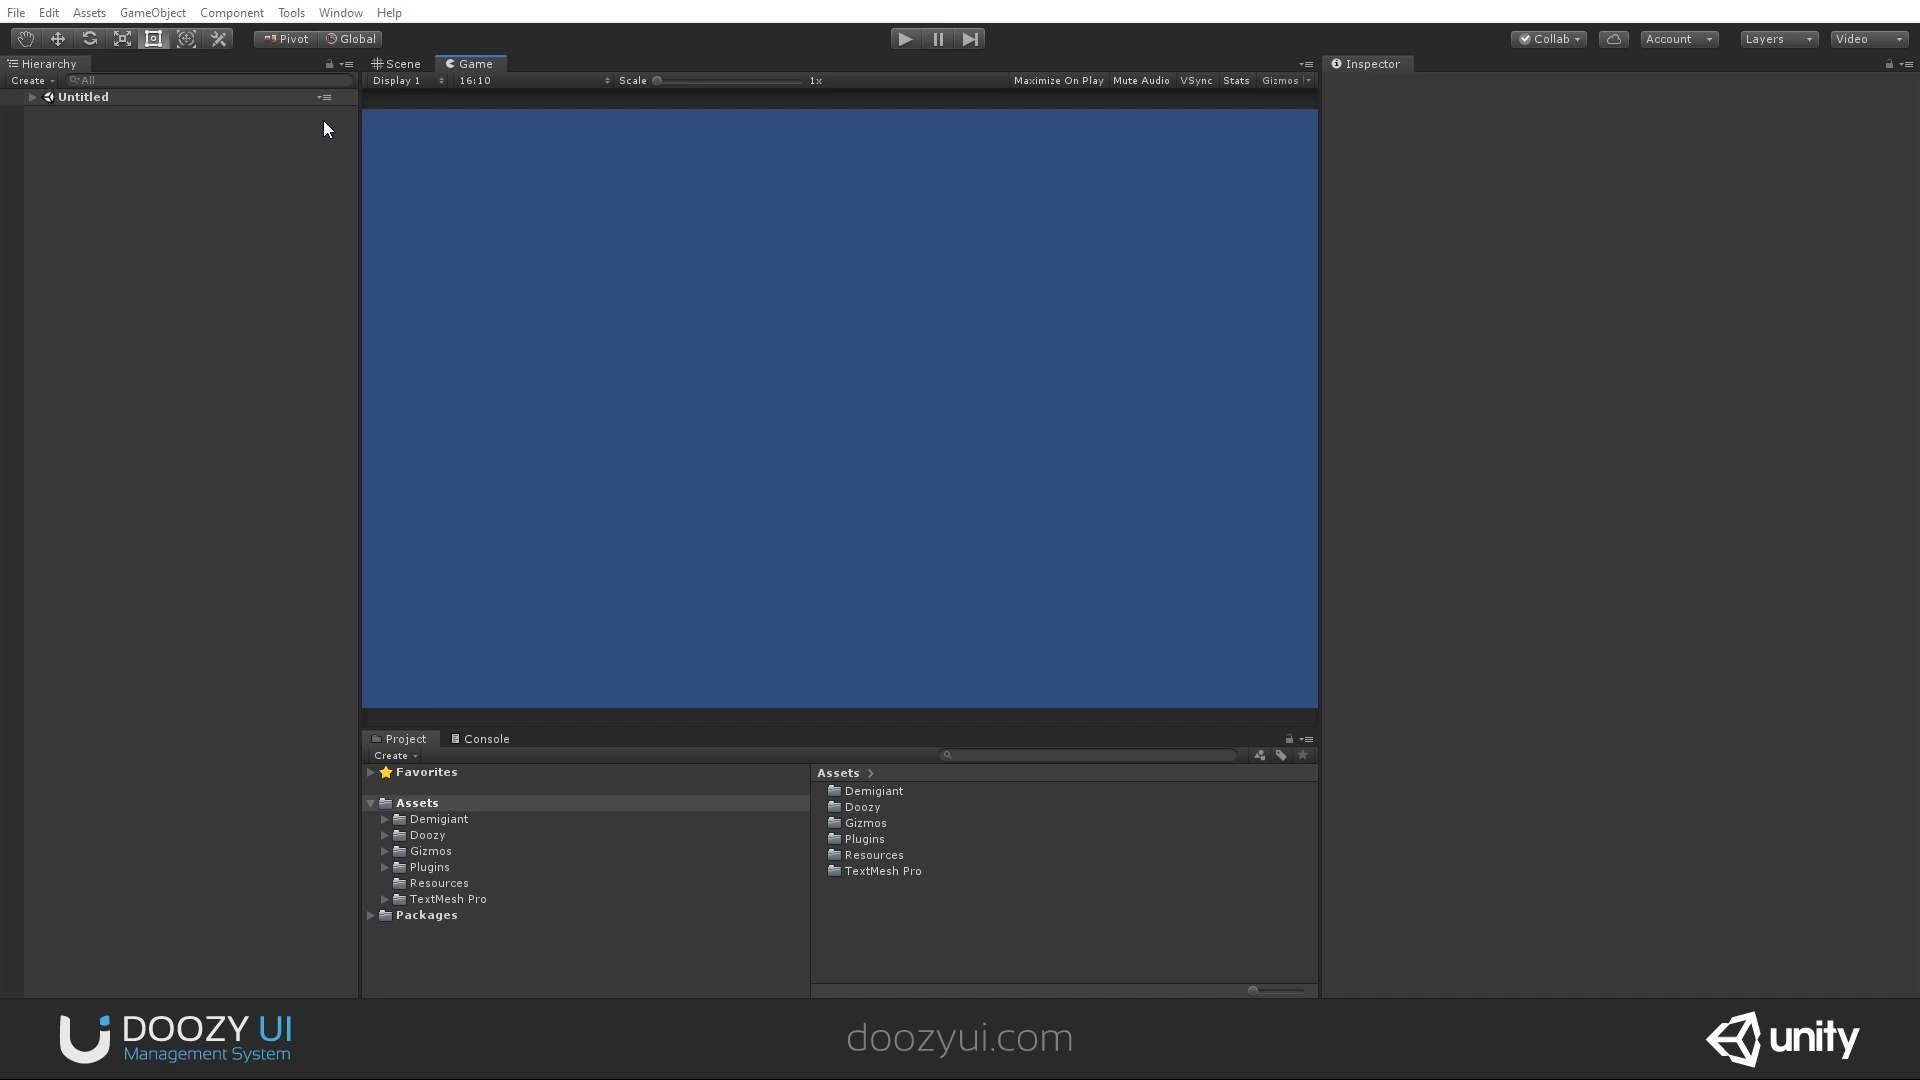 File Edit Assets GameObject Component Tools Window Help
Pivot Global Collab Account Layers Video
Hierarchy Scene Game Inspector
Create All Display 1 16:10 Scale 1x Maximize On Play Mute Audio VSync Stats Gizmos
Untitled
Project Console
Create
Favorites
Assets
Demigiant
Doozy
Gizmos
Plugins
Resources
TextMesh Pro
Packages
Assets
Demigiant
Doozy
Gizmos
Plugins
Resources
TextMesh Pro
DOOZY UI
Management System
doozyui.com
unity